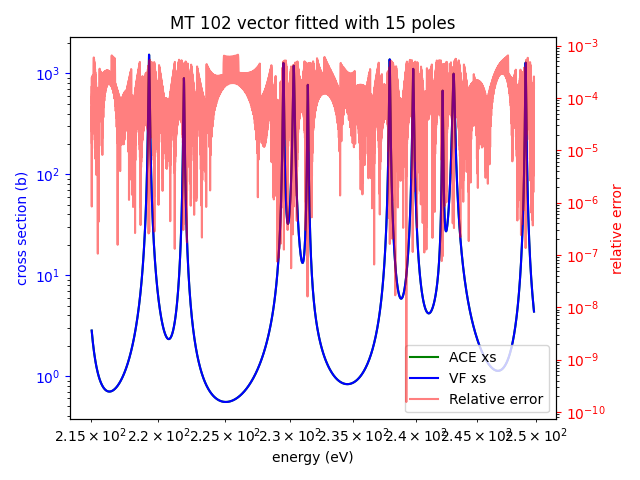 MT 102 vector fitted with 15 poles
cross section (b)
10³
10²
10¹
10⁰
10⁻³
10⁻⁴
10⁻⁵
10⁻⁶
10⁻⁷
10⁻⁸
10⁻⁹
10⁻¹⁰
relative error
ACE xs
VF xs
Relative error
2.15 × 10² 2.2 × 10² 2.25 × 10² 2.3 × 10² 2.35 × 10² 2.4 × 10² 2.45 × 10² 2.5 × 10²
energy (eV)